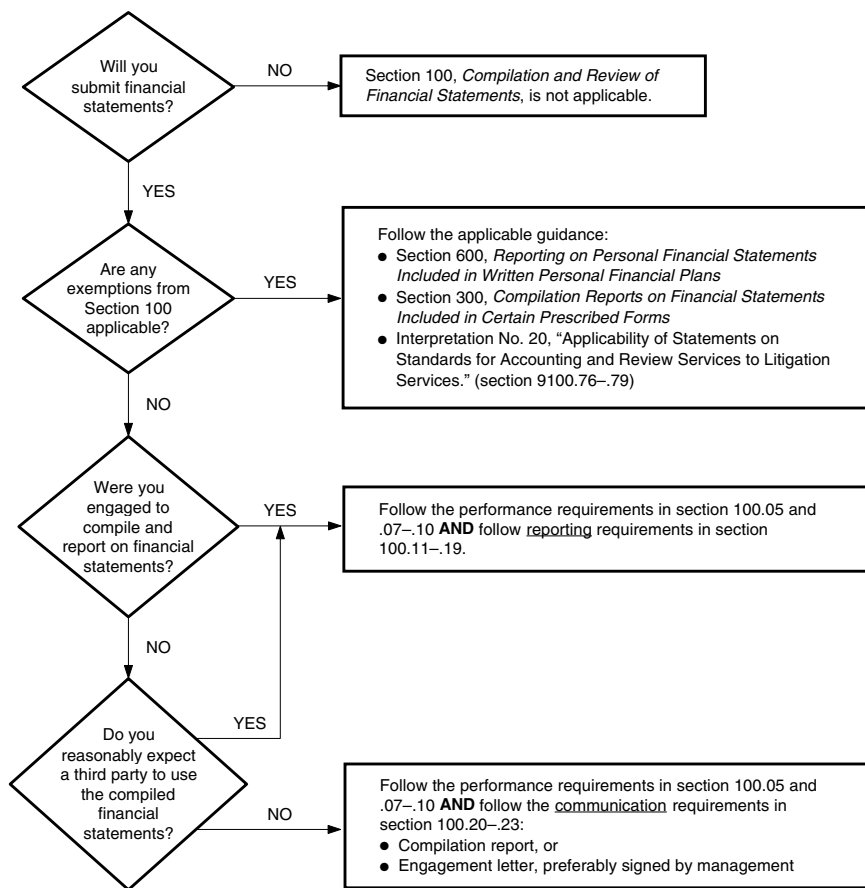 Will you
submit financial
statements?
NO
Section 100, Compilation and Review of
Financial Statements, is not applicable.
YES
Are any
exemptions from
Section 100
applicable?
YES
Follow the applicable guidance:
● Section 600, Reporting on Personal Financial Statements
Included in Written Personal Financial Plans
● Section 300, Compilation Reports on Financial Statements
Included in Certain Prescribed Forms
● Interpretation No. 20, “Applicability of Statements on
Standards for Accounting and Review Services to Litigation
Services.” (section 9100.76–.79)
NO
Were you
engaged to
compile and
report on financial
statements?
YES
Follow the performance requirements in section 100.05 and
.07–.10 AND follow reporting requirements in section
100.11–.19.
NO
Do you
reasonably expect
a third party to use
the compiled
financial
statements?
YES
NO
Follow the performance requirements in section 100.05 and
.07–.10 AND follow the communication requirements in
section 100.20–.23:
● Compilation report, or
● Engagement letter, preferably signed by management